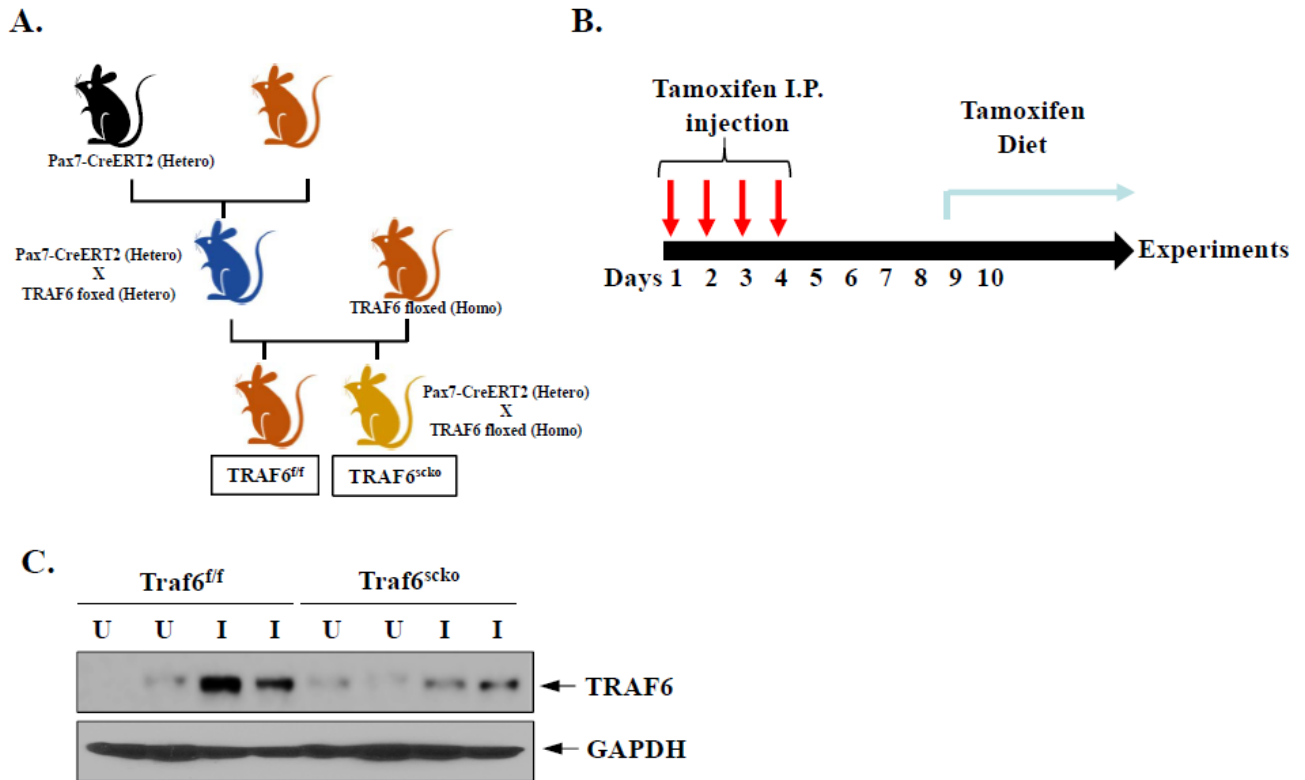 A.
Pax7-CreERT2 (Hetero)
Pax7-CreERT2 (Hetero)
X
TRAF6 foxed (Hetero)
TRAF6 floxed (Homo)
Pax7-CreERT2 (Hetero)
X
TRAF6 floxed (Homo)
TRAF6f/f
TRAF6scko
B.
Tamoxifen I.P.
injection
Tamoxifen
Diet
Experiments
Days 1 2 3 4 5 6 7 8 9 10
C.
Traf6f/f Traf6scko
U U I I U U I I
TRAF6
GAPDH